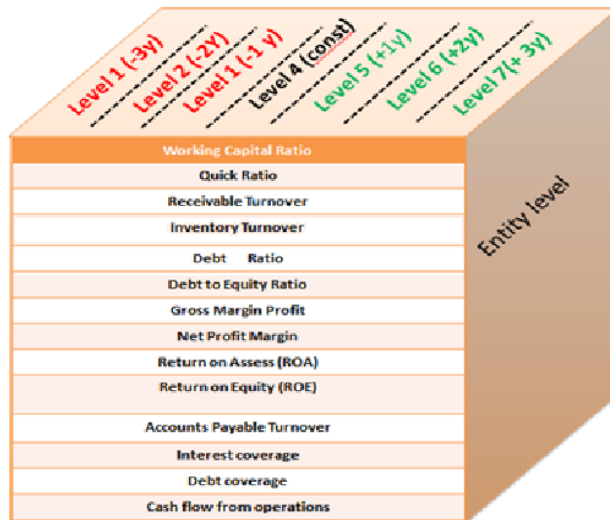 Level 1 (-3y)
Level 2 (-2Y)
Level 1 (-1 y)
Level 4 (const)
Level 5 (+1y)
Level 6 (+2y)
Level 7(+ 3y)
Entity level
Working Capital Ratio
Quick Ratio
Receivable Turnover
Inventory Turnover
Debt Ratio
Debt to Equity Ratio
Gross Margin Profit
Net Profit Margin
Return on Assess (ROA)
Return on Equity (ROE)
Accounts Payable Turnover
Interest coverage
Debt coverage
Cash flow from operations